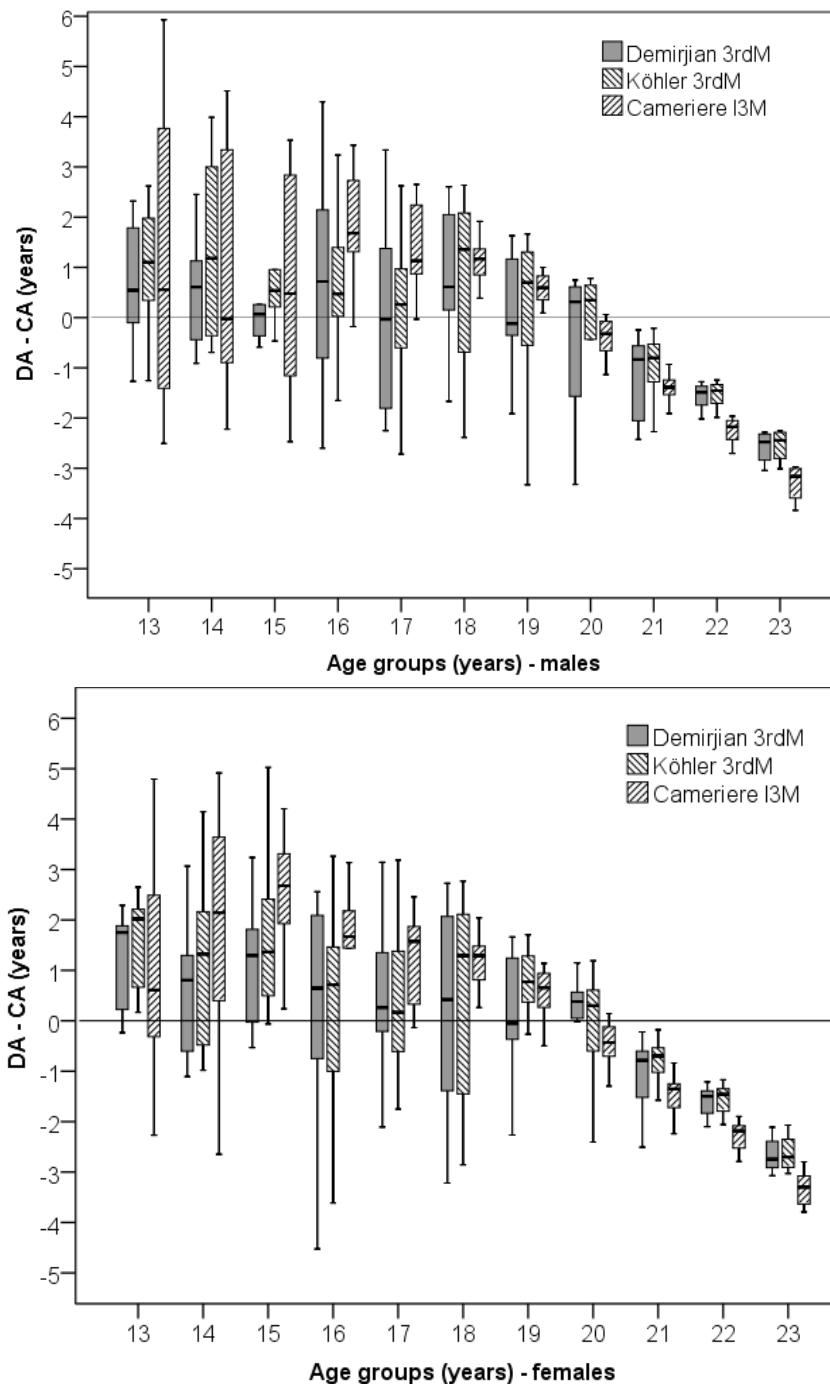 6
5
4
3
2
1
0
-1
-2
-3
-4
-5
DA - CA (years)
Demirjian 3rdM
Köhler 3rdM
Cameriere I3M
13 14 15 16 17 18 19 20 21 22 23
Age groups (years) - males
6
5
4
3
2
1
0
-1
-2
-3
-4
-5
DA - CA (years)
Demirjian 3rdM
Köhler 3rdM
Cameriere I3M
13 14 15 16 17 18 19 20 21 22 23
Age groups (years) - females